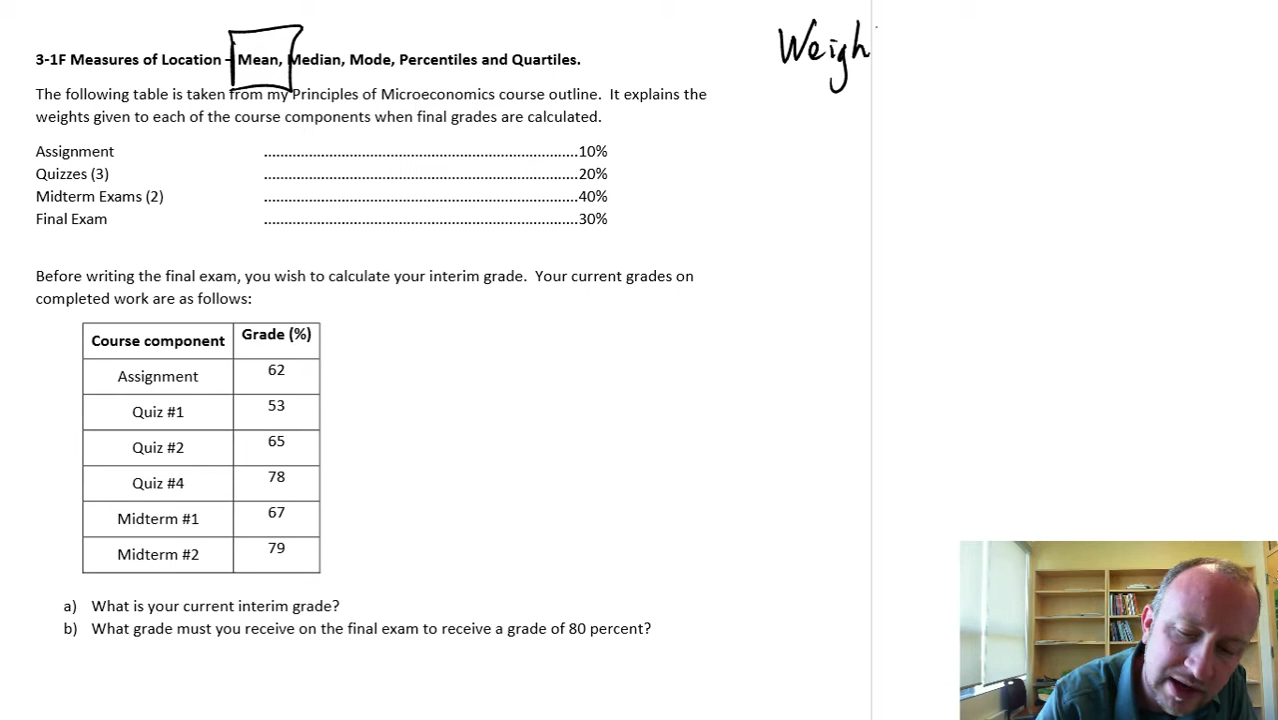 3-1F Measures of Location – Mean, Median, Mode, Percentiles and Quartiles.
Weigh
The following table is taken from my Principles of Microeconomics course outline. It explains the
weights given to each of the course components when final grades are calculated.
Assignment ............................................................................10%
Quizzes (3) ............................................................................20%
Midterm Exams (2) ............................................................................40%
Final Exam ............................................................................30%
Before writing the final exam, you wish to calculate your interim grade. Your current grades on
completed work are as follows:
Course component Grade (%)
Assignment 62
Quiz #1 53
Quiz #2 65
Quiz #4 78
Midterm #1 67
Midterm #2 79
a) What is your current interim grade?
b) What grade must you receive on the final exam to receive a grade of 80 percent?